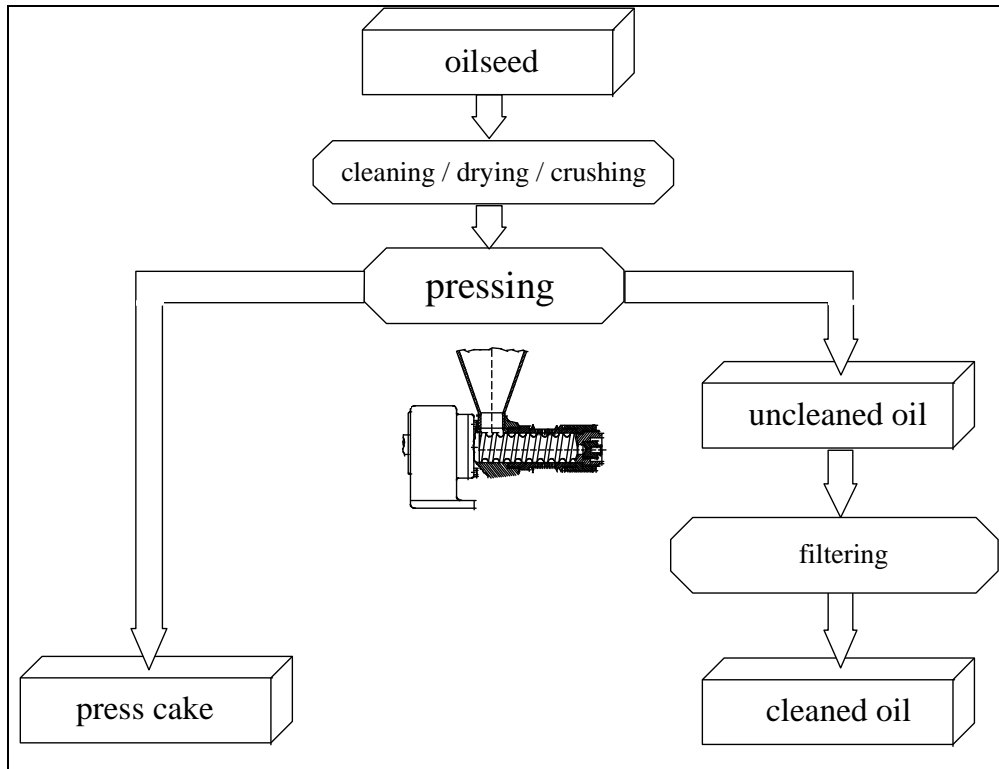 oilseed
cleaning / drying / crushing
pressing
uncleaned oil
filtering
press cake
cleaned oil